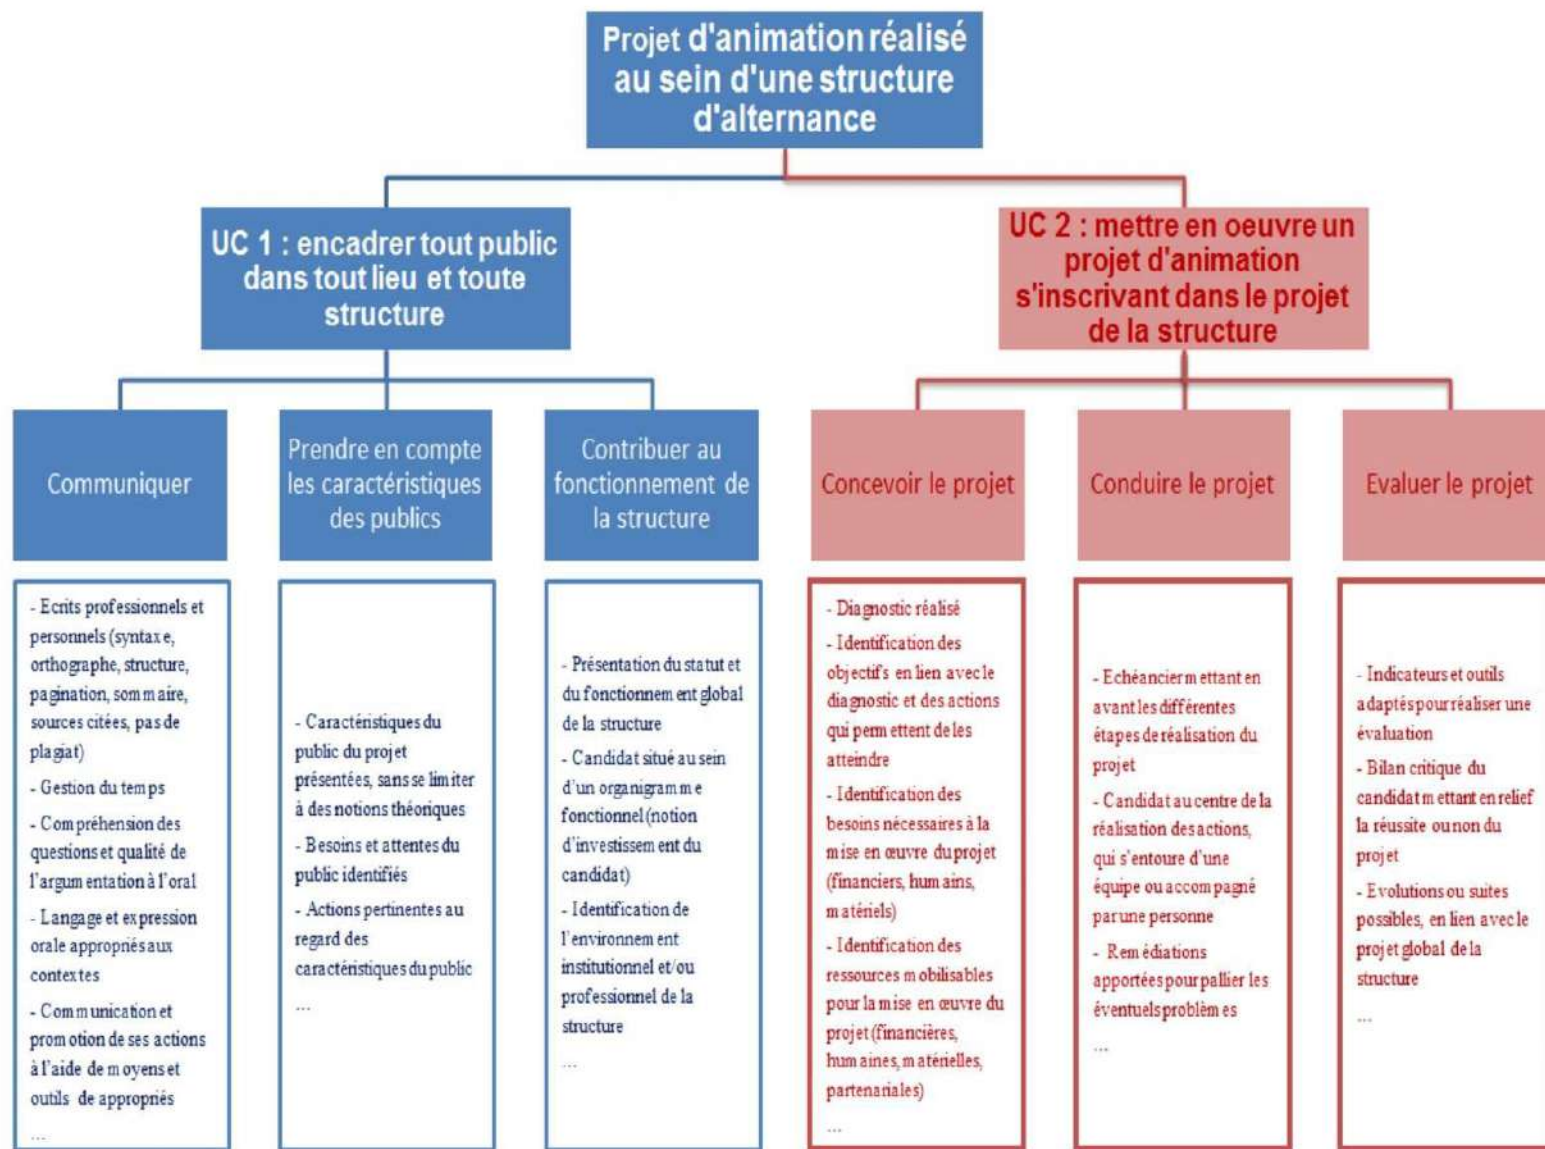 Projet d'animation réalisé
au sein d'une structure
d'alternance
UC 1 : encadrer tout public
dans tout lieu et toute
structure
UC 2 : mettre en oeuvre un
projet d'animation
s'inscrivant dans le projet
de la structure
Communiquer
Prendre en compte
les caractéristiques
des publics
Contribuer au
fonctionnement de
la structure
Concevoir le projet
Conduire le projet
Evaluer le projet
- Ecrits professionnels et
personnels (syntaxe,
orthographe, structure,
pagination, sommaire,
sources citées, pas de
plagiat)
- Gestion du temps
- Compréhension des
questions et qualité de
l'argumentation à l'oral
- Langage et expression
orale appropriés aux
contextes
- Communication et
promotion de ses actions
à l'aide de moyens et
outils de appropriés
...
- Caractéristiques du
public du projet
présentées, sans se limiter
à des notions théoriques
- Besoins et attentes du
public identifiés
- Actions pertinentes au
regard des
caractéristiques du public
...
- Présentation du statut et
du fonctionnement global
de la structure
- Candidat situé au sein
d'un organigramme
fonctionnel (notion
d'investissement du
candidat)
- Identification de
l'environnement
institutionnel et/ou
professionnel de la
structure
...
- Diagnostic réalisé
- Identification des
objectifs en lien avec le
diagnostic et des actions
qui permettent de les
atteindre
- Identification des
besoins nécessaires à la
mise en œuvre du projet
(financiers, humains,
matériels)
- Identification des
ressources mobilisables
pour la mise en œuvre du
projet (financières,
humaines, matérielles,
partenariales)
...
- Echéancier mettant en
avant les différentes
étapes de réalisation du
projet
- Candidat au centre de la
réalisation des actions,
qui s'entoure d'une
équipe ou accompagné
par une personne
- Remédiations
apportées pour pallier les
éventuels problèmes
...
- Indicateurs et outils
adaptés pour réaliser une
évaluation
- Bilan critique du
candidat mettant en relief
la réussite ou non du
projet
- Evolutions ou suites
possibles, en lien avec le
projet global de la
structure
...